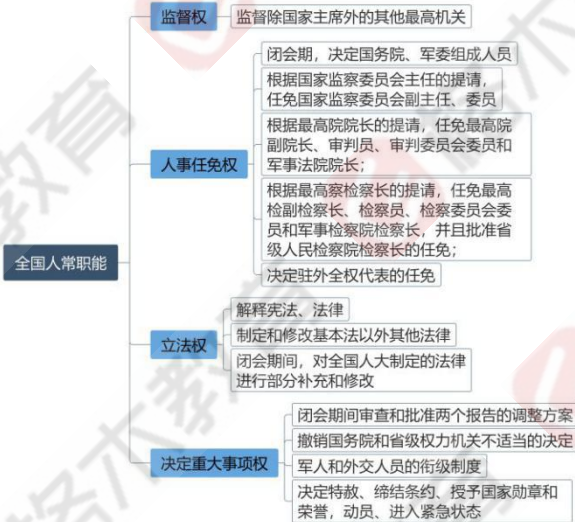 监督权
监督除国家主席外的其他最高机关
闭会期，决定国务院、军委组成人员
根据国家监察委员会主任的提请，
任免国家监察委员会副主任、委员
根据最高院院长的提请，任免最高院
副院长、审判员、审判委员会委员和
军事法院院长；
人事任免权
根据最高察检察长的提请，任免最高
检副检察长、检察员、检察委员会委
员和军事检察院检察长，并且批准省
级人民检察院检察长的任免；
全国人常职能
决定驻外全权代表的任免
解释宪法、法律
立法权
制定和修改基本法以外其他法律
闭会期间，对全国人大制定的法律
进行部分补充和修改
闭会期间审查和批准两个报告的调整方案
撤销国务院和省级权力机关不适当的决定
决定重大事项权
军人和外交人员的衔级制度
决定特赦、缔结条约、授予国家勋章和
荣誉，动员、进入紧急状态
格木教育